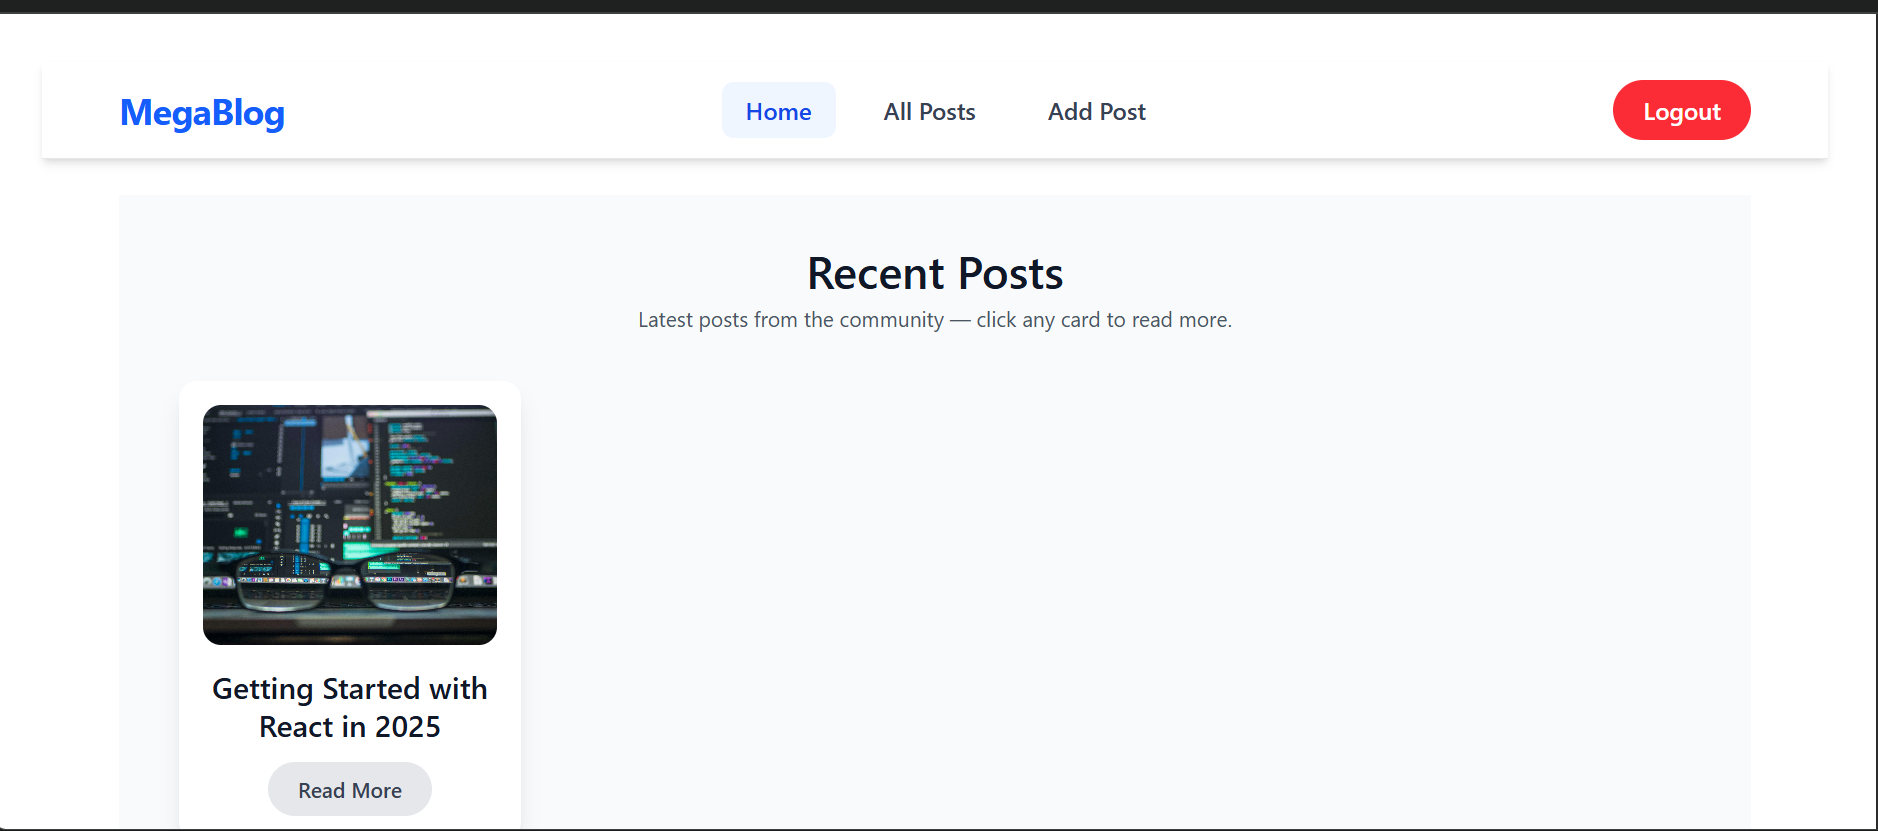 MegaBlog
Home
All Posts
Add Post
Logout
Recent Posts
Latest posts from the community — click any card to read more.
Getting Started with
React in 2025
Read More